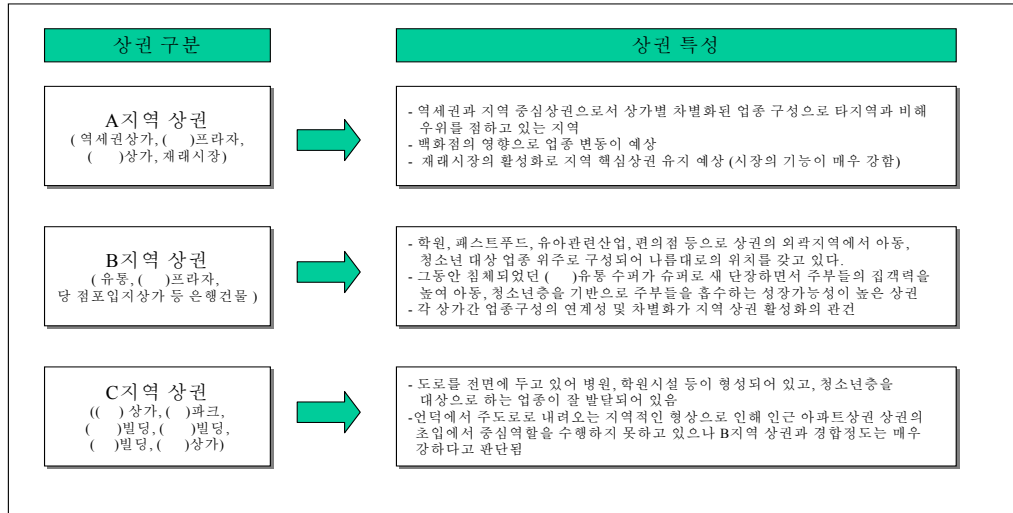 상권 구분
상권 특성
A지역 상권
( 역세권상가, (    )프라자,
(    )상가, 재래시장)
- 역세권과 지역 중심상권으로서 상가별 차별화된 업종 구성으로 타지역과 비해
우위를 점하고 있는 지역
- 백화점의 영향으로 업종 변동이 예상
- 재래시장의 활성화로 지역 핵심상권 유지 예상 (시장의 기능이 매우 강함)
B지역 상권
( 유통, (    )프라자,
당 점포입지상가 등 은행건물 )
- 학원, 패스트푸드, 유아관련산업, 편의점 등으로 상권의 외곽지역에서 아동,
청소년 대상 업종 위주로 구성되어 나름대로의 위치를 갖고 있다.
- 그동안 침체되었던 (    )유통 수퍼가 슈퍼로 새 단장하면서 주부들의 집객력을
높여 아동, 청소년층을 기반으로 주부들을 흡수하는 성장가능성이 높은 상권
- 각 상가간 업종구성의 연계성 및 차별화가 지역 상권 활성화의 관건
C지역 상권
((    ) 상가, (    )파크,
(    )빌딩, (    )빌딩,
(    )빌딩, (    )상가)
- 도로를 전면에 두고 있어 병원, 학원시설 등이 형성되어 있고, 청소년층을
대상으로 하는 업종이 잘 발달되어 있음
-언덕에서 주도로로 내려오는 지역적인 형상으로 인해 인근 아파트상권 상권의
초입에서 중심역할을 수행하지 못하고 있으나 B지역 상권과 경합정도는 매우
강하다고 판단됨